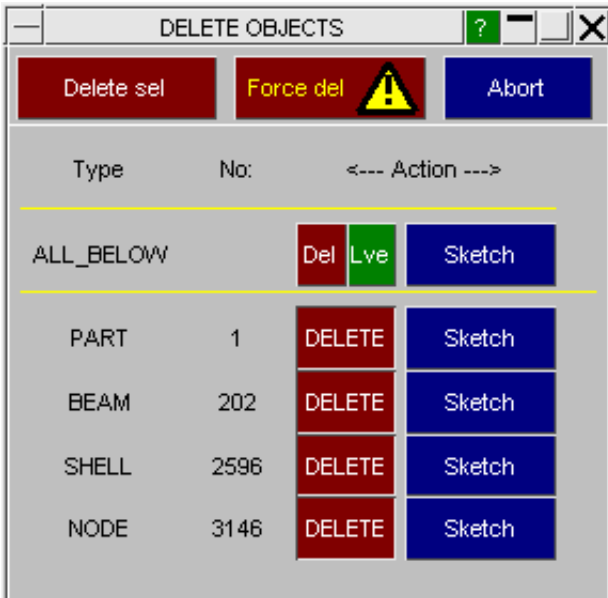 DELETE OBJECTS ?
Delete sel Force del Abort
Type No: <--- Action --->
ALL_BELOW Del Lve Sketch
PART 1 DELETE Sketch
BEAM 202 DELETE Sketch
SHELL 2596 DELETE Sketch
NODE 3146 DELETE Sketch